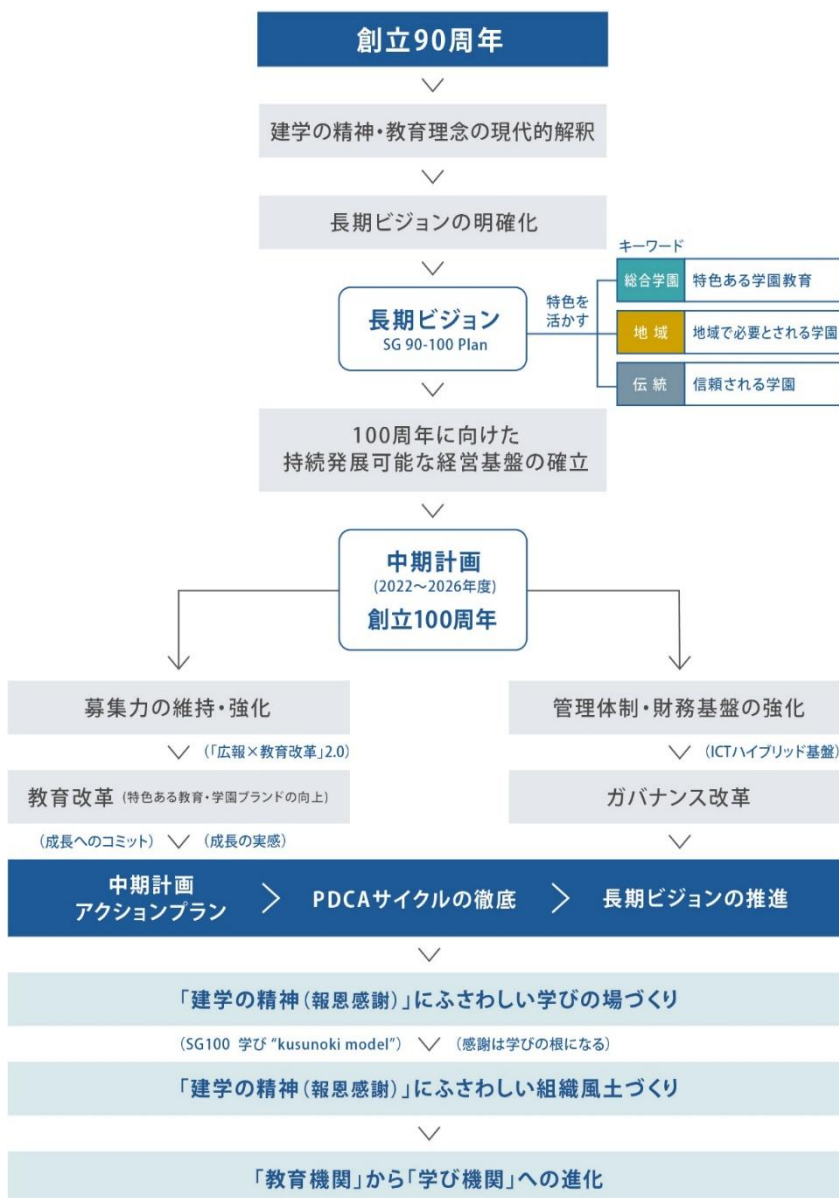 創立90周年
建学の精神・教育理念の現代的解釈
長期ビジョンの明確化
長期ビジョン
SG 90-100 Plan
特色を
活かす
キーワード
総合学園 特色ある学園教育
地域 地域で必要とされる学園
伝統 信頼される学園
100周年に向けた
持続発展可能な経営基盤の確立
中期計画
(2022～2026年度)
創立100周年
募集力の維持・強化
(「広報×教育改革」2.0)
教育改革 (特色ある教育・学園ブランドの向上)
(成長へのコミット) (成長の実感)
管理体制・財務基盤の強化
(ICTハイブリッド基盤)
ガバナンス改革
中期計画
アクションプラン
PDCAサイクルの徹底
長期ビジョンの推進
「建学の精神(報恩感謝)」にふさわしい学びの場づくり
(SG100 学び “kusunoki model”) (感謝は学びの根になる)
「建学の精神(報恩感謝)」にふさわしい組織風土づくり
「教育機関」から「学び機関」への進化